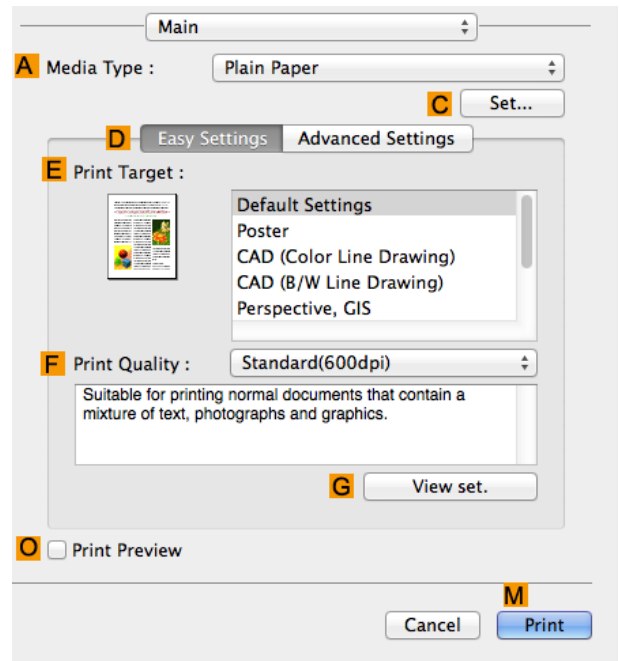 Main
A Media Type : Plain Paper
C Set...
D Easy Settings Advanced Settings
E Print Target :
Default Settings
Poster
CAD (Color Line Drawing)
CAD (B/W Line Drawing)
Perspective, GIS
F Print Quality : Standard(600dpi)
Suitable for printing normal documents that contain a
mixture of text, photographs and graphics.
G View set.
O Print Preview
M
Cancel Print